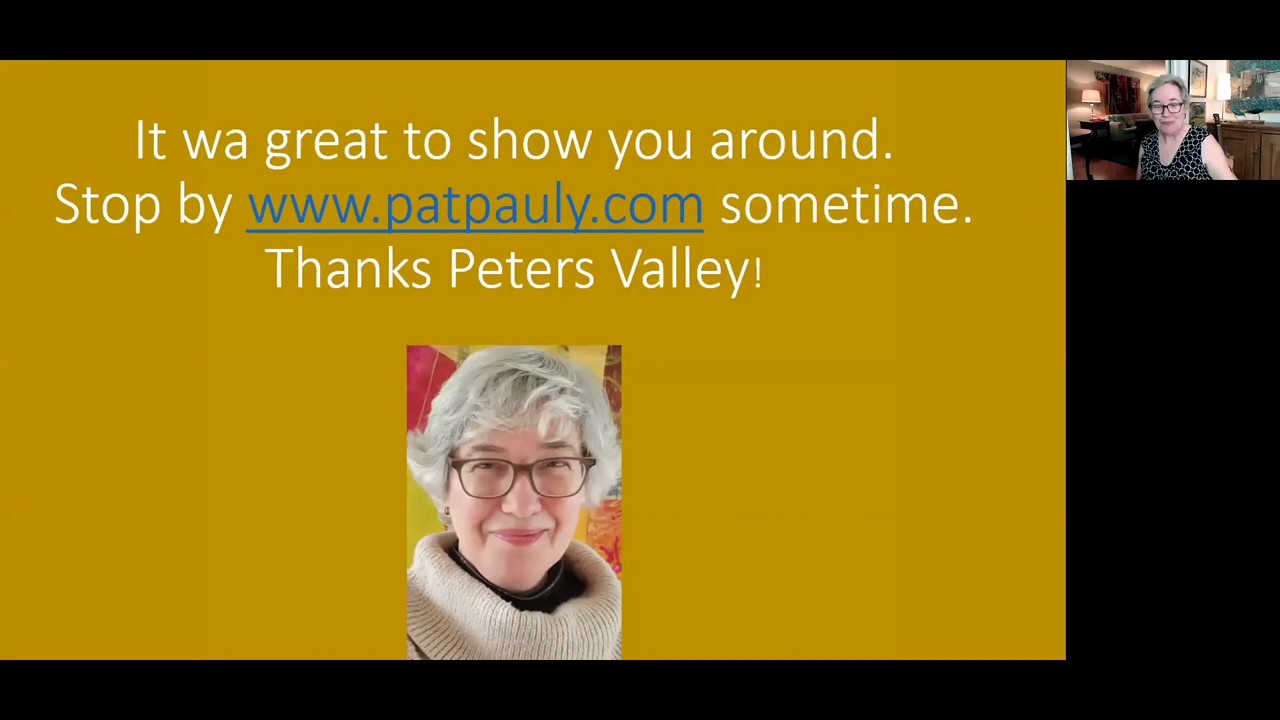 It wa great to show you around.
Stop by www.patpauly.com sometime.
Thanks Peters Valley!